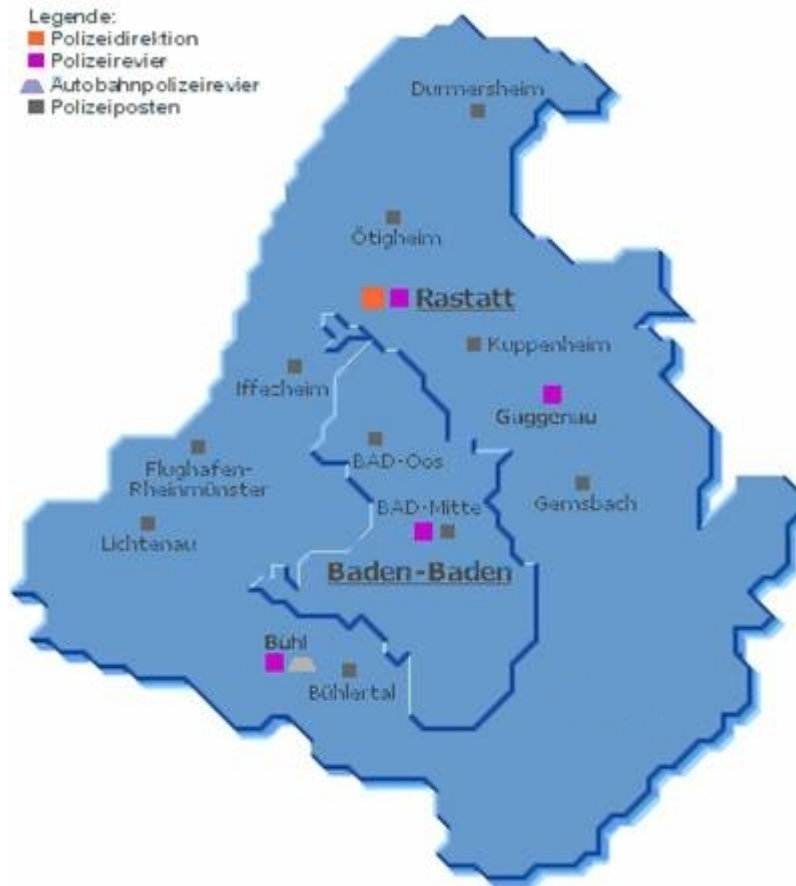 Legende:
Polizeidirektion
Polizeirevier
Autobahnpolizeirevier
Polizeiposten
Durmersheim
Ötigheim
Rastatt
Kuppenheim
Iffezheim
Gaggenau
BAD-Oos
Flughafen-
Rheinmünster
Gernsbach
BAD-Mitte
Lichtenau
Baden-Baden
Bühl
Bühlertal